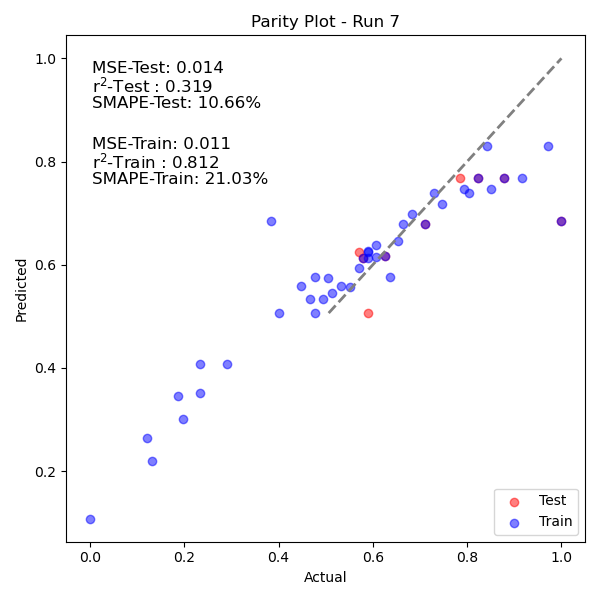 Parity Plot - Run 7
MSE-Test: 0.014
r²-Test : 0.319
SMAPE-Test: 10.66%
MSE-Train: 0.011
r²-Train : 0.812
SMAPE-Train: 21.03%
1.0
0.8
0.6
0.4
0.2
Predicted
0.0 0.2 0.4 0.6 0.8 1.0
Actual
Test
Train